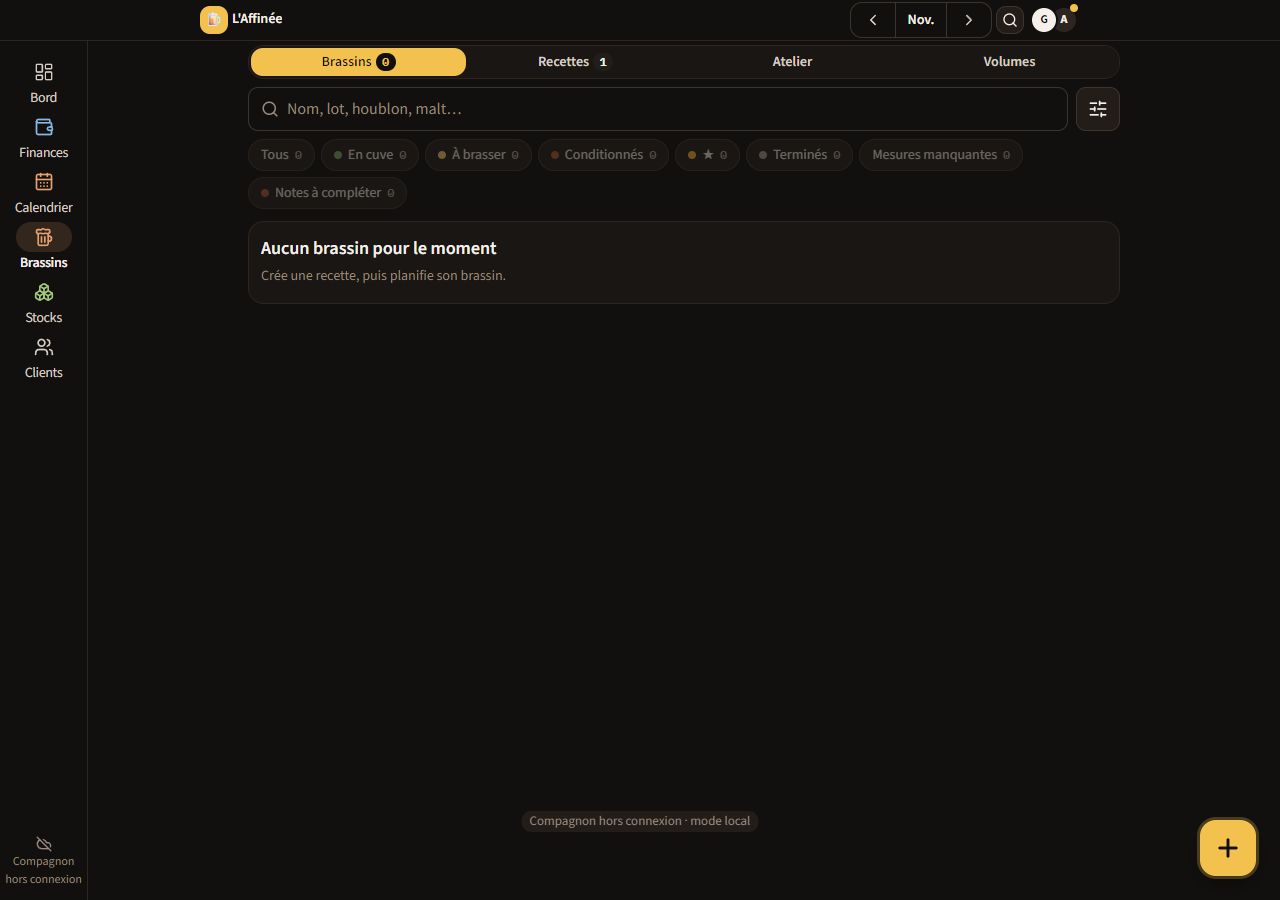 L'Affinée
Nov.
G
A
Bord
Finances
Calendrier
Brassins
Stocks
Clients
Compagnon
hors connexion
Brassins 0
Recettes 1
Atelier
Volumes
Nom, lot, houblon, malt…
Tous 0
En cuve 0
À brasser 0
Conditionnés 0
★ 0
Terminés 0
Mesures manquantes 0
Notes à compléter 0
Aucun brassin pour le moment
Crée une recette, puis planifie son brassin.
Compagnon hors connexion · mode local